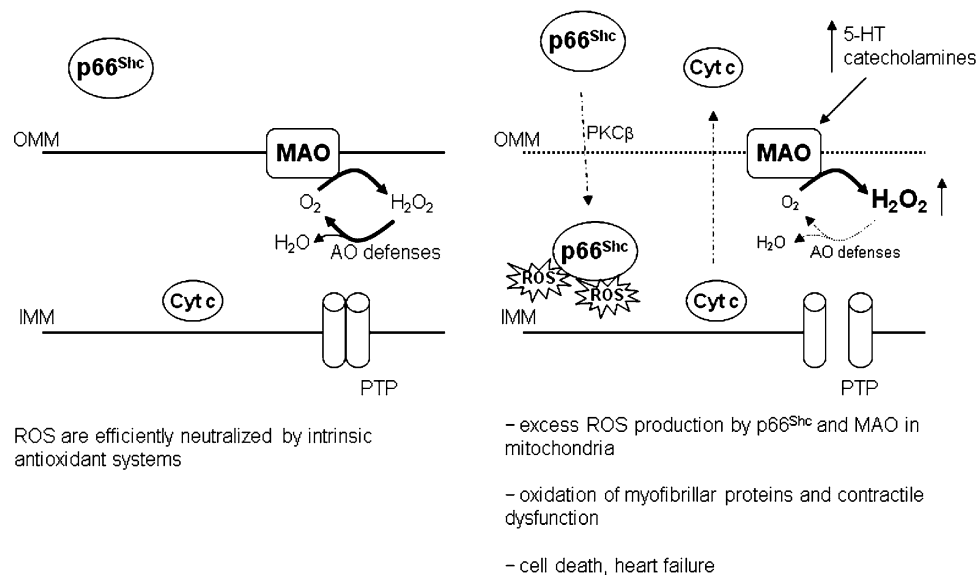 p66Shc
OMM
MAO
O2
H2O2
H2O
AO defenses
Cyt c
IMM
PTP
ROS are efficiently neutralized by intrinsic
antioxidant systems
p66Shc
Cyt c
5-HT
catecholamines
PKCβ
OMM
MAO
O2
H2O2
H2O
AO defenses
p66Shc
ROS
ROS
Cyt c
IMM
PTP
– excess ROS production by p66Shc and MAO in
mitochondria
– oxidation of myofibrillar proteins and contractile
dysfunction
– cell death, heart failure